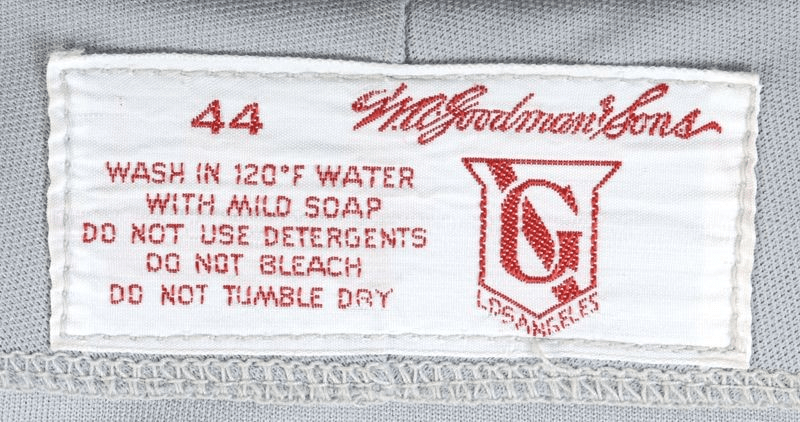 44
Goodman & Sons
WASH IN 120°F WATER
WITH MILD SOAP
DO NOT USE DETERGENTS
DO NOT BLEACH
DO NOT TUMBLE DRY
G
LOS ANGELES